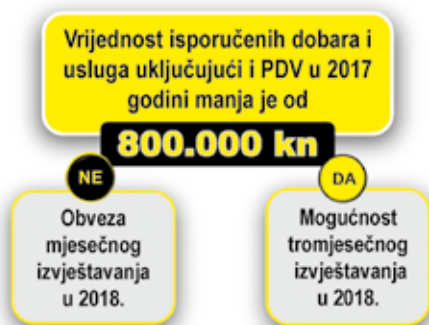 Vrijednost isporučenih dobara i
usluga uključujući i PDV u 2017
godini manja je od
800.000 kn
NE
Obveza
mjesečnog
izvještavanja
u 2018.
DA
Mogućnost
tromjesečnog
izvještavanja
u 2018.